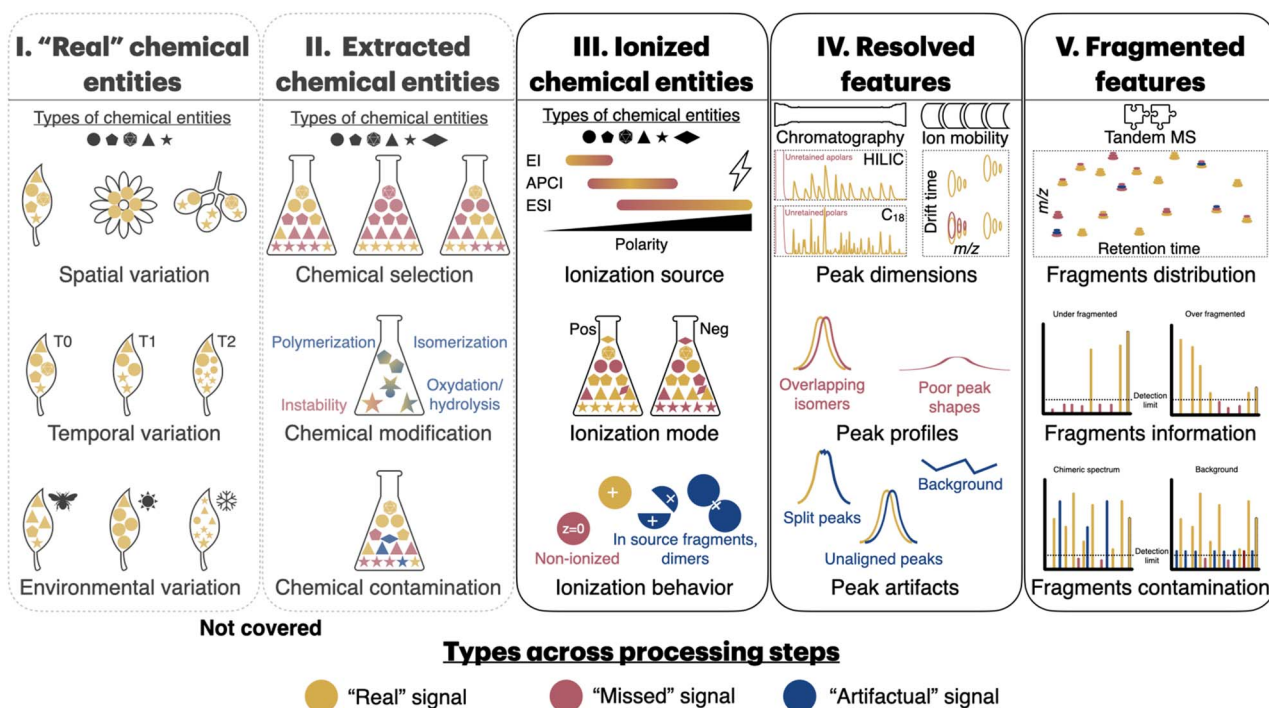 I. “Real” chemical
entities
Types of chemical entities
Spatial variation
T0
T1
T2
Temporal variation
Environmental variation
II. Extracted
chemical entities
Types of chemical entities
Chemical selection
Polymerization
Isomerization
Instability
Oxydation/
hydrolysis
Chemical modification
Chemical contamination
Not covered
III. Ionized
chemical entities
Types of chemical entities
EI
APCI
ESI
Polarity
Ionization source
Pos
Neg
Ionization mode
+
×
+
×
z=0
Non-ionized
In source fragments,
dimers
Ionization behavior
IV. Resolved
features
Chromatography
Ion mobility
Unretained apolars
HILIC
Unretained polars
C18
Drift time
m/z
Peak dimensions
Overlapping
isomers
Poor peak
shapes
Peak profiles
Split peaks
Background
Unaligned peaks
Peak artifacts
V. Fragmented
features
Tandem MS
m/z
Retention time
Fragments distribution
Under fragmented
Over fragmented
Detection
limit
Fragments information
Chimeric spectrum
Background
Detection
limit
Fragments contamination
Types across processing steps
“Real” signal
“Missed” signal
“Artifactual” signal